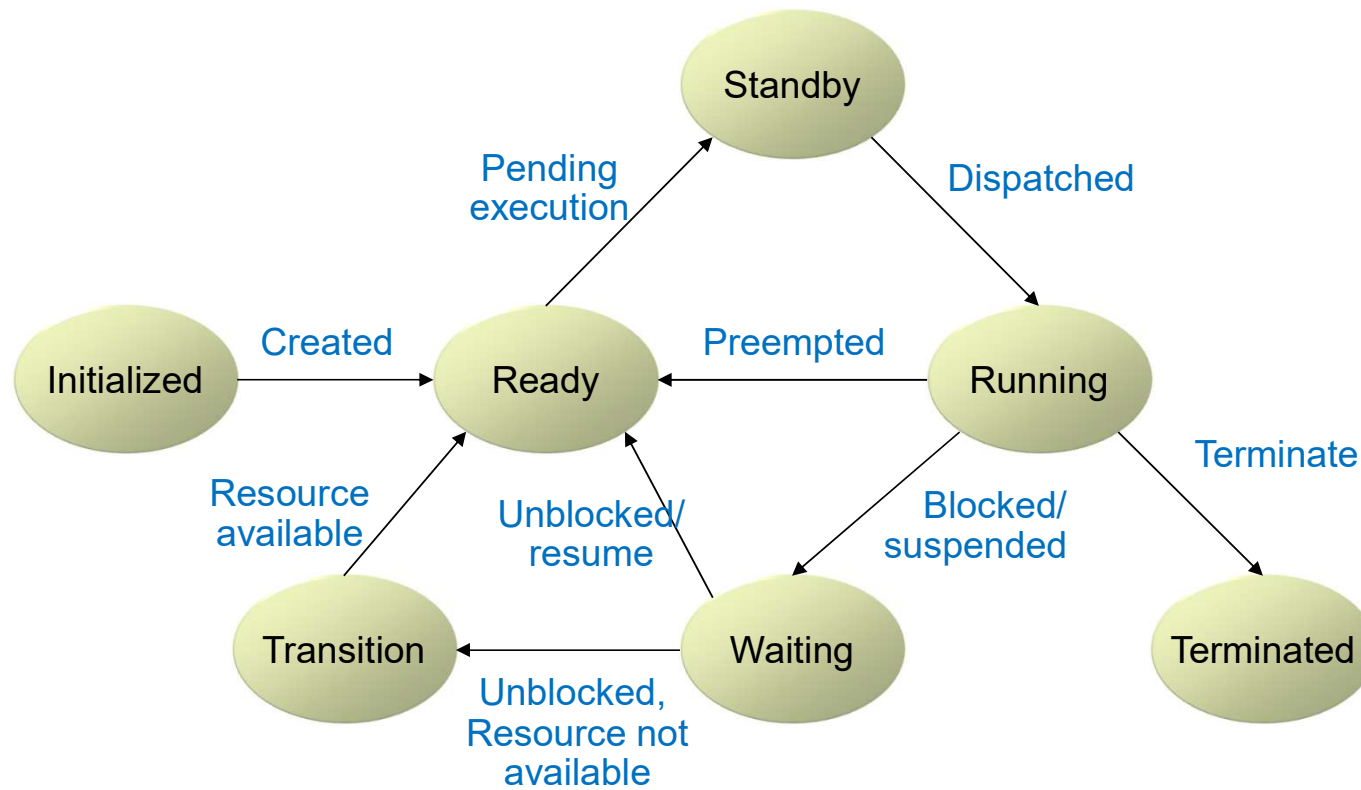 Standby
Pending
execution
Dispatched
Created
Preempted
Initialized
Ready
Running
Terminate
Resource
available
Unblocked/
resume
Blocked/
suspended
Transition
Waiting
Terminated
Unblocked,
Resource not
available